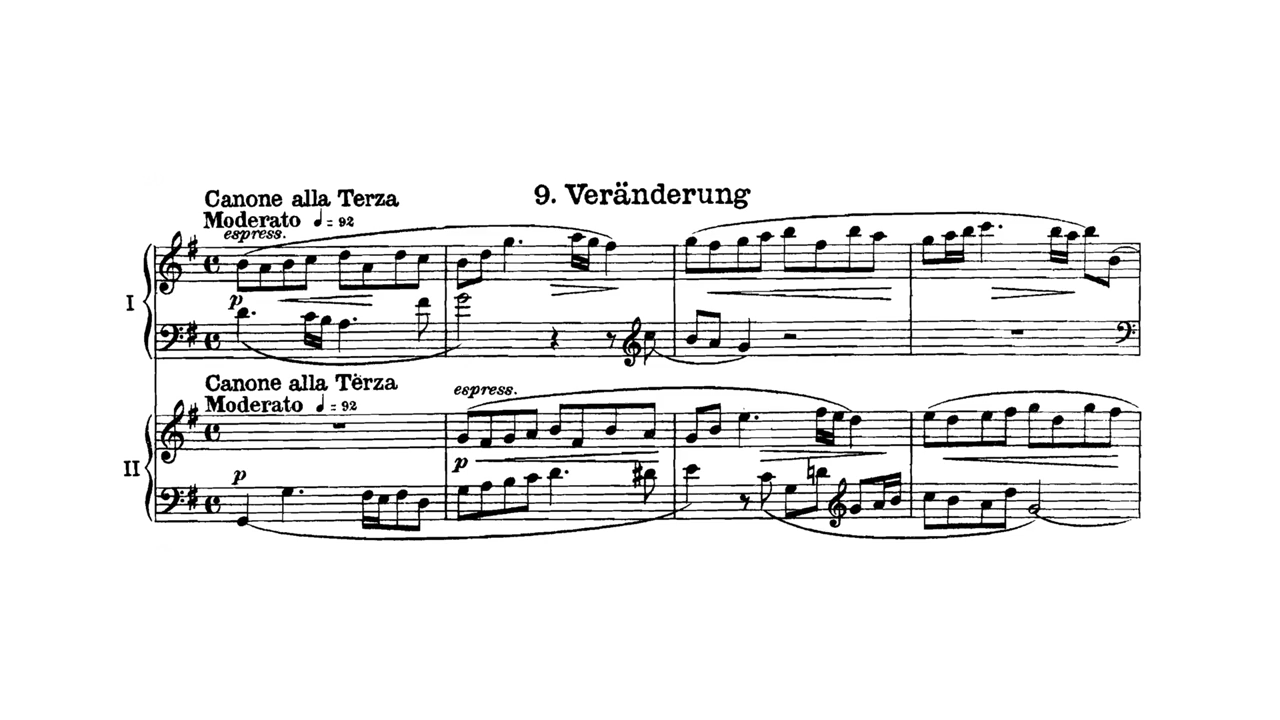 9. Veränderung
Canone alla Terza
Moderato ♩ = 92
espress.
I
p
Canone alla Terza
Moderato ♩ = 92
espress.
II
p
p